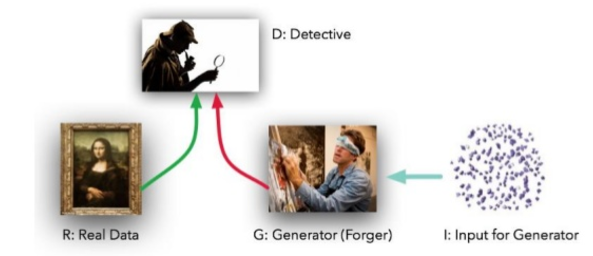 D: Detective
R: Real Data
G: Generator (Forger)
I: Input for Generator